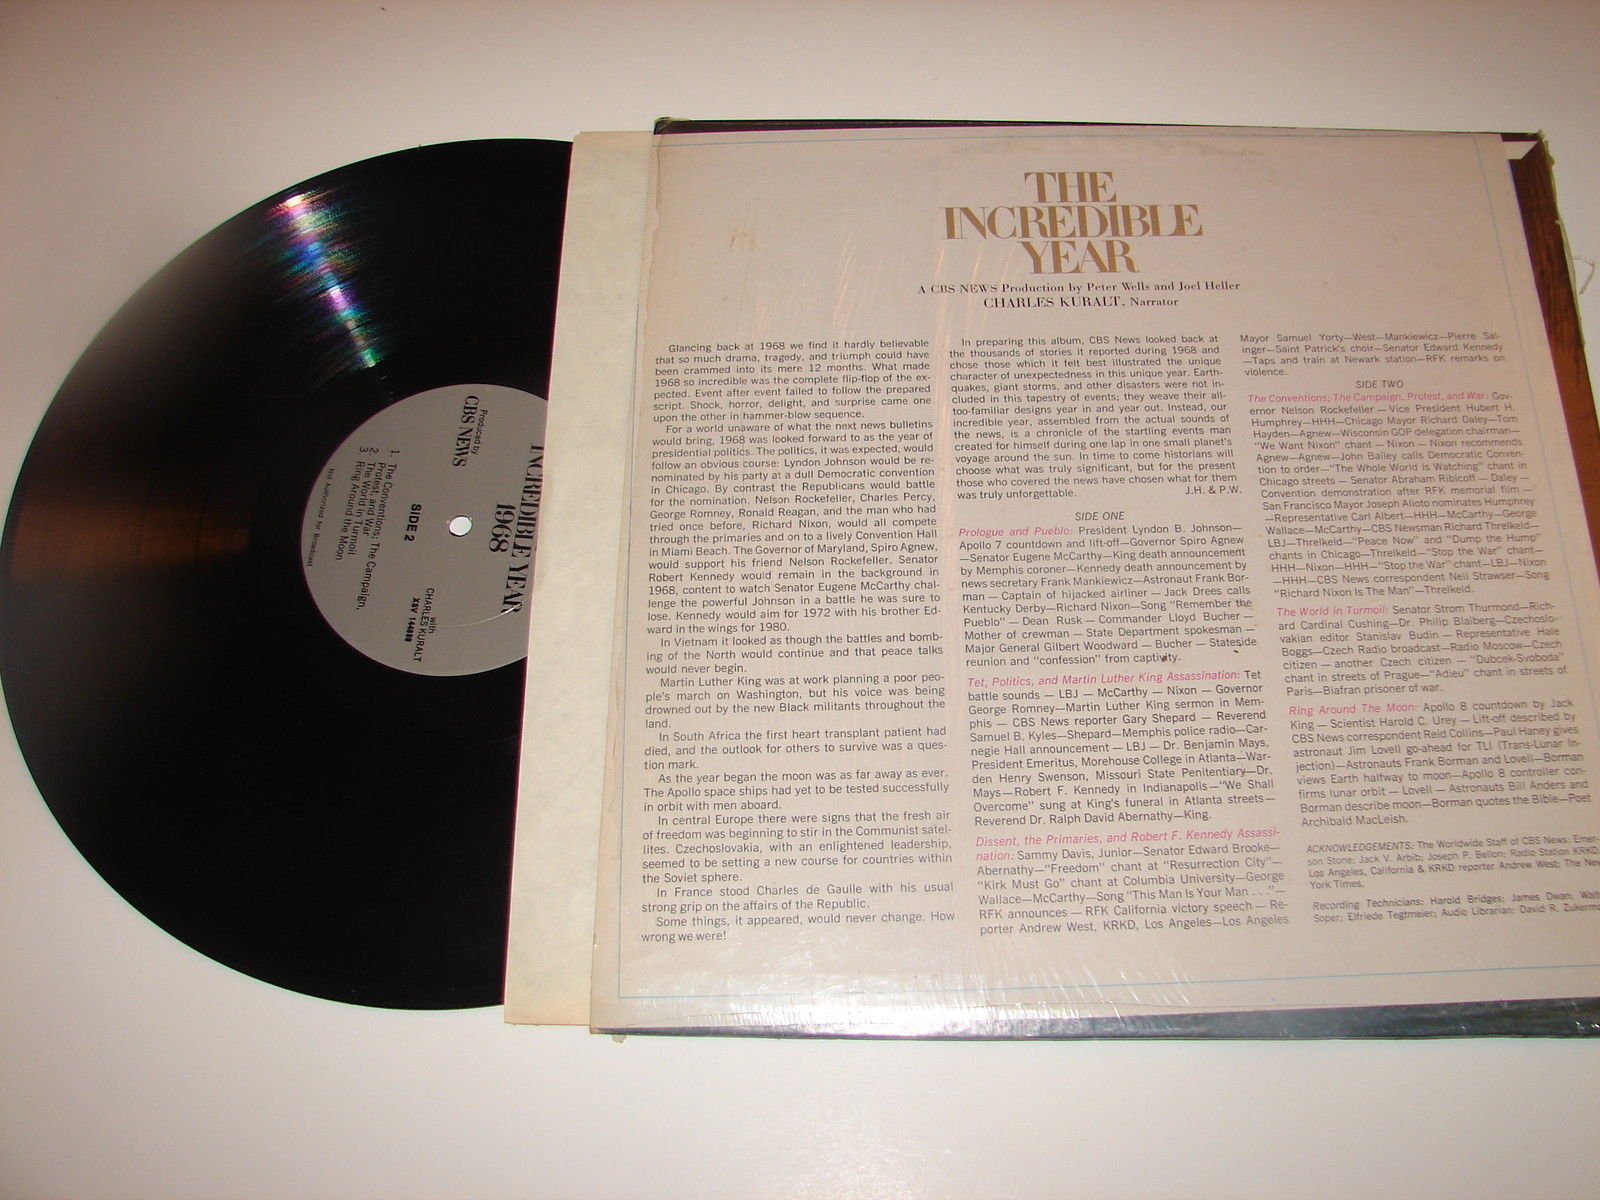 THE
INCREDIBLE
YEAR
A CBS NEWS Production by Peter Wells and Joel Heller
CHARLES KURALT, Narrator
Glancing back at 1968 we find it hardly believable
that so much drama, tragedy, and triumph could have
been crammed into its mere 12 months. What made
1968 so incredible was the complete flip-flop of the ex-
pected. Event after event failed to follow the prepared
script. Shock, horror, delight, and surprise came one
upon the other in hammer-blow sequence.
For a world unaware of what the next news bulletins
would bring, 1968 was looked forward to as the year of
presidential politics. The politics, it was expected, would
follow an obvious course: Lyndon Johnson would be re-
nominated by his party at a dull Democratic convention
in Chicago. By contrast the Republicans would battle
for the nomination. Nelson Rockefeller, Charles Percy,
George Romney, Ronald Reagan, and the man who had
tried once before, Richard Nixon, would all compete
through the primaries and on to a lively Convention Hall
in Miami Beach. The Governor of Maryland, Spiro Agnew,
would support his friend Nelson Rockefeller. Senator
Robert Kennedy would remain in the background in
1968, content to watch Senator Eugene McCarthy chal-
lenge the powerful Johnson in a battle he was sure to
lose. Kennedy would aim for 1972 with his brother Ed-
ward in the wings for 1980.
In Vietnam it looked as though the battles and bomb-
ing of the North would continue and that peace talks
would never begin.
Martin Luther King was at work planning a poor peo-
ple's march on Washington, but his voice was being
drowned out by the new Black militants throughout the
land.
In South Africa the first heart transplant patient had
died, and the outlook for others to survive was a ques-
tion mark.
As the year began the moon was as far away as ever.
The Apollo space ships had yet to be tested successfully
in orbit with men aboard.
In central Europe there were signs that the fresh air
of freedom was beginning to stir in the Communist satel-
lites. Czechoslovakia, with an enlightened leadership,
seemed to be setting a new course for countries within
the Soviet sphere.
In France stood Charles de Gaulle with his usual
strong grip on the affairs of the Republic.
Some things, it appeared, would never change. How
wrong we were!
In preparing this album, CBS News looked back at
the thousands of stories it reported during 1968 and
chose those which it felt best illustrated the unique
character of unexpectedness in this unique year. Earth-
quakes, giant storms, and other disasters were not in-
cluded in this tapestry of events; they weave their all-
too-familiar designs year in and year out. Instead, our
incredible year, assembled from the actual sounds of
the news, is a chronicle of the startling events man
created for himself during one lap in one small planet's
voyage around the sun. In time to come historians will
choose what was truly significant, but for the present
those who covered the news have chosen what for them
was truly unforgettable. J.H. & P.W.
SIDE ONE
Prologue and Pueblo: President Lyndon B. Johnson—
Apollo 7 countdown and lift-off—Governor Spiro Agnew
—Senator Eugene McCarthy—King death announcement
by Memphis coroner—Kennedy death announcement by
news secretary Frank Mankiewicz—Astronaut Frank Bor-
man — Captain of hijacked airliner — Jack Drees calls
Kentucky Derby—Richard Nixon—Song "Remember the
Pueblo" — Dean Rusk — Commander Lloyd Bucher —
Mother of crewman — State Department spokesman —
Major General Gilbert Woodward — Bucher — Stateside
reunion and "confession" from captivity.
Tet, Politics, and Martin Luther King Assassination: Tet
battle sounds — LBJ — McCarthy — Nixon — Governor
George Romney—Martin Luther King sermon in Mem-
phis — CBS News reporter Gary Shepard — Reverend
Samuel B. Kyles—Shepard—Memphis police radio—Car-
negie Hall announcement — LBJ — Dr. Benjamin Mays,
President Emeritus, Morehouse College in Atlanta—War-
den Henry Swenson, Missouri State Penitentiary—Dr.
Mays—Robert F. Kennedy in Indianapolis—"We Shall
Overcome" sung at King's funeral in Atlanta streets—
Reverend Dr. Ralph David Abernathy—King.
Dissent, the Primaries, and Robert F. Kennedy Assassi-
nation: Sammy Davis, Junior—Senator Edward Brooke—
Abernathy—"Freedom" chant at "Resurrection City"—
"Kirk Must Go" chant at Columbia University—George
Wallace—McCarthy—Song "This Man Is Your Man . . ."—
RFK announces — RFK California victory speech — Re-
porter Andrew West, KRKD, Los Angeles—Los Angeles
Mayor Samuel Yorty—West—Mankiewicz—Pierre Sal-
inger—Saint Patrick's choir—Senator Edward Kennedy
—Taps and train at Newark station—RFK remarks on
violence.
SIDE TWO
The Conventions; The Campaign, Protest, and War: Gov-
ernor Nelson Rockefeller — Vice President Hubert H.
Humphrey—HHH—Chicago Mayor Richard Daley—Tom
Hayden—Agnew—Wisconsin GOP delegation chairman—
"We Want Nixon" chant — Nixon — Nixon recommends
Agnew—Agnew—John Bailey calls Democratic Conven-
tion to order—"The Whole World Is Watching" chant in
Chicago streets — Senator Abraham Ribicoff — Daley —
Convention demonstration after RFK memorial film —
San Francisco Mayor Joseph Alioto nominates Humphrey
—Representative Carl Albert—HHH—McCarthy—George
Wallace—McCarthy—CBS Newsman Richard Threlkeld—
LBJ—Threlkeld—"Peace Now" and "Dump the Hump"
chants in Chicago—Threlkeld—"Stop the War" chant—
HHH—Nixon—HHH—"Stop the War" chant—LBJ—Nixon
—HHH—CBS News correspondent Neil Strawser—Song
"Richard Nixon Is The Man"—Threlkeld.
The World in Turmoil: Senator Strom Thurmond—Rich-
ard Cardinal Cushing—Dr. Philip Blaiberg—Czechoslo-
vakian editor Stanislav Budin — Representative Hale
Boggs—Czech Radio broadcast—Radio Moscow—Czech
citizen — another Czech citizen — "Dubcek-Svoboda"
chant in streets of Prague—"Adieu" chant in streets of
Paris—Biafran prisoner of war.
Ring Around The Moon: Apollo 8 countdown by Jack
King — Scientist Harold C. Urey — Lift-off described by
CBS News correspondent Reid Collins—Paul Haney gives
astronaut Jim Lovell go-ahead for TLI (Trans-Lunar In-
jection)—Astronauts Frank Borman and Lovell—Borman
views Earth halfway to moon—Apollo 8 controller con-
firms lunar orbit — Lovell — Astronauts Bill Anders and
Borman describe moon—Borman quotes the Bible—Poet
Archibald MacLeish.
ACKNOWLEDGEMENTS: The Worldwide Staff of CBS News; Emer-
son Stone; Jack V. Arbib; Joseph P. Bellon; Radio Station KRKD,
Los Angeles, California & KRKD reporter Andrew West; The New
York Times.
Recording Technicians: Harold Bridges; James Dwan;
Soper; Elfriede Tegtmeier; Audio Librarian: David R.
INCREDIBLE YEAR
1968
Produced by
CBS NEWS
SIDE 2
with
CHARLES KURALT
XSV
1. The Conventions; The Campaign,
Protest, and War
2. The World in Turmoil
3. Ring Around the Moon
Not Authorized for Broadcast